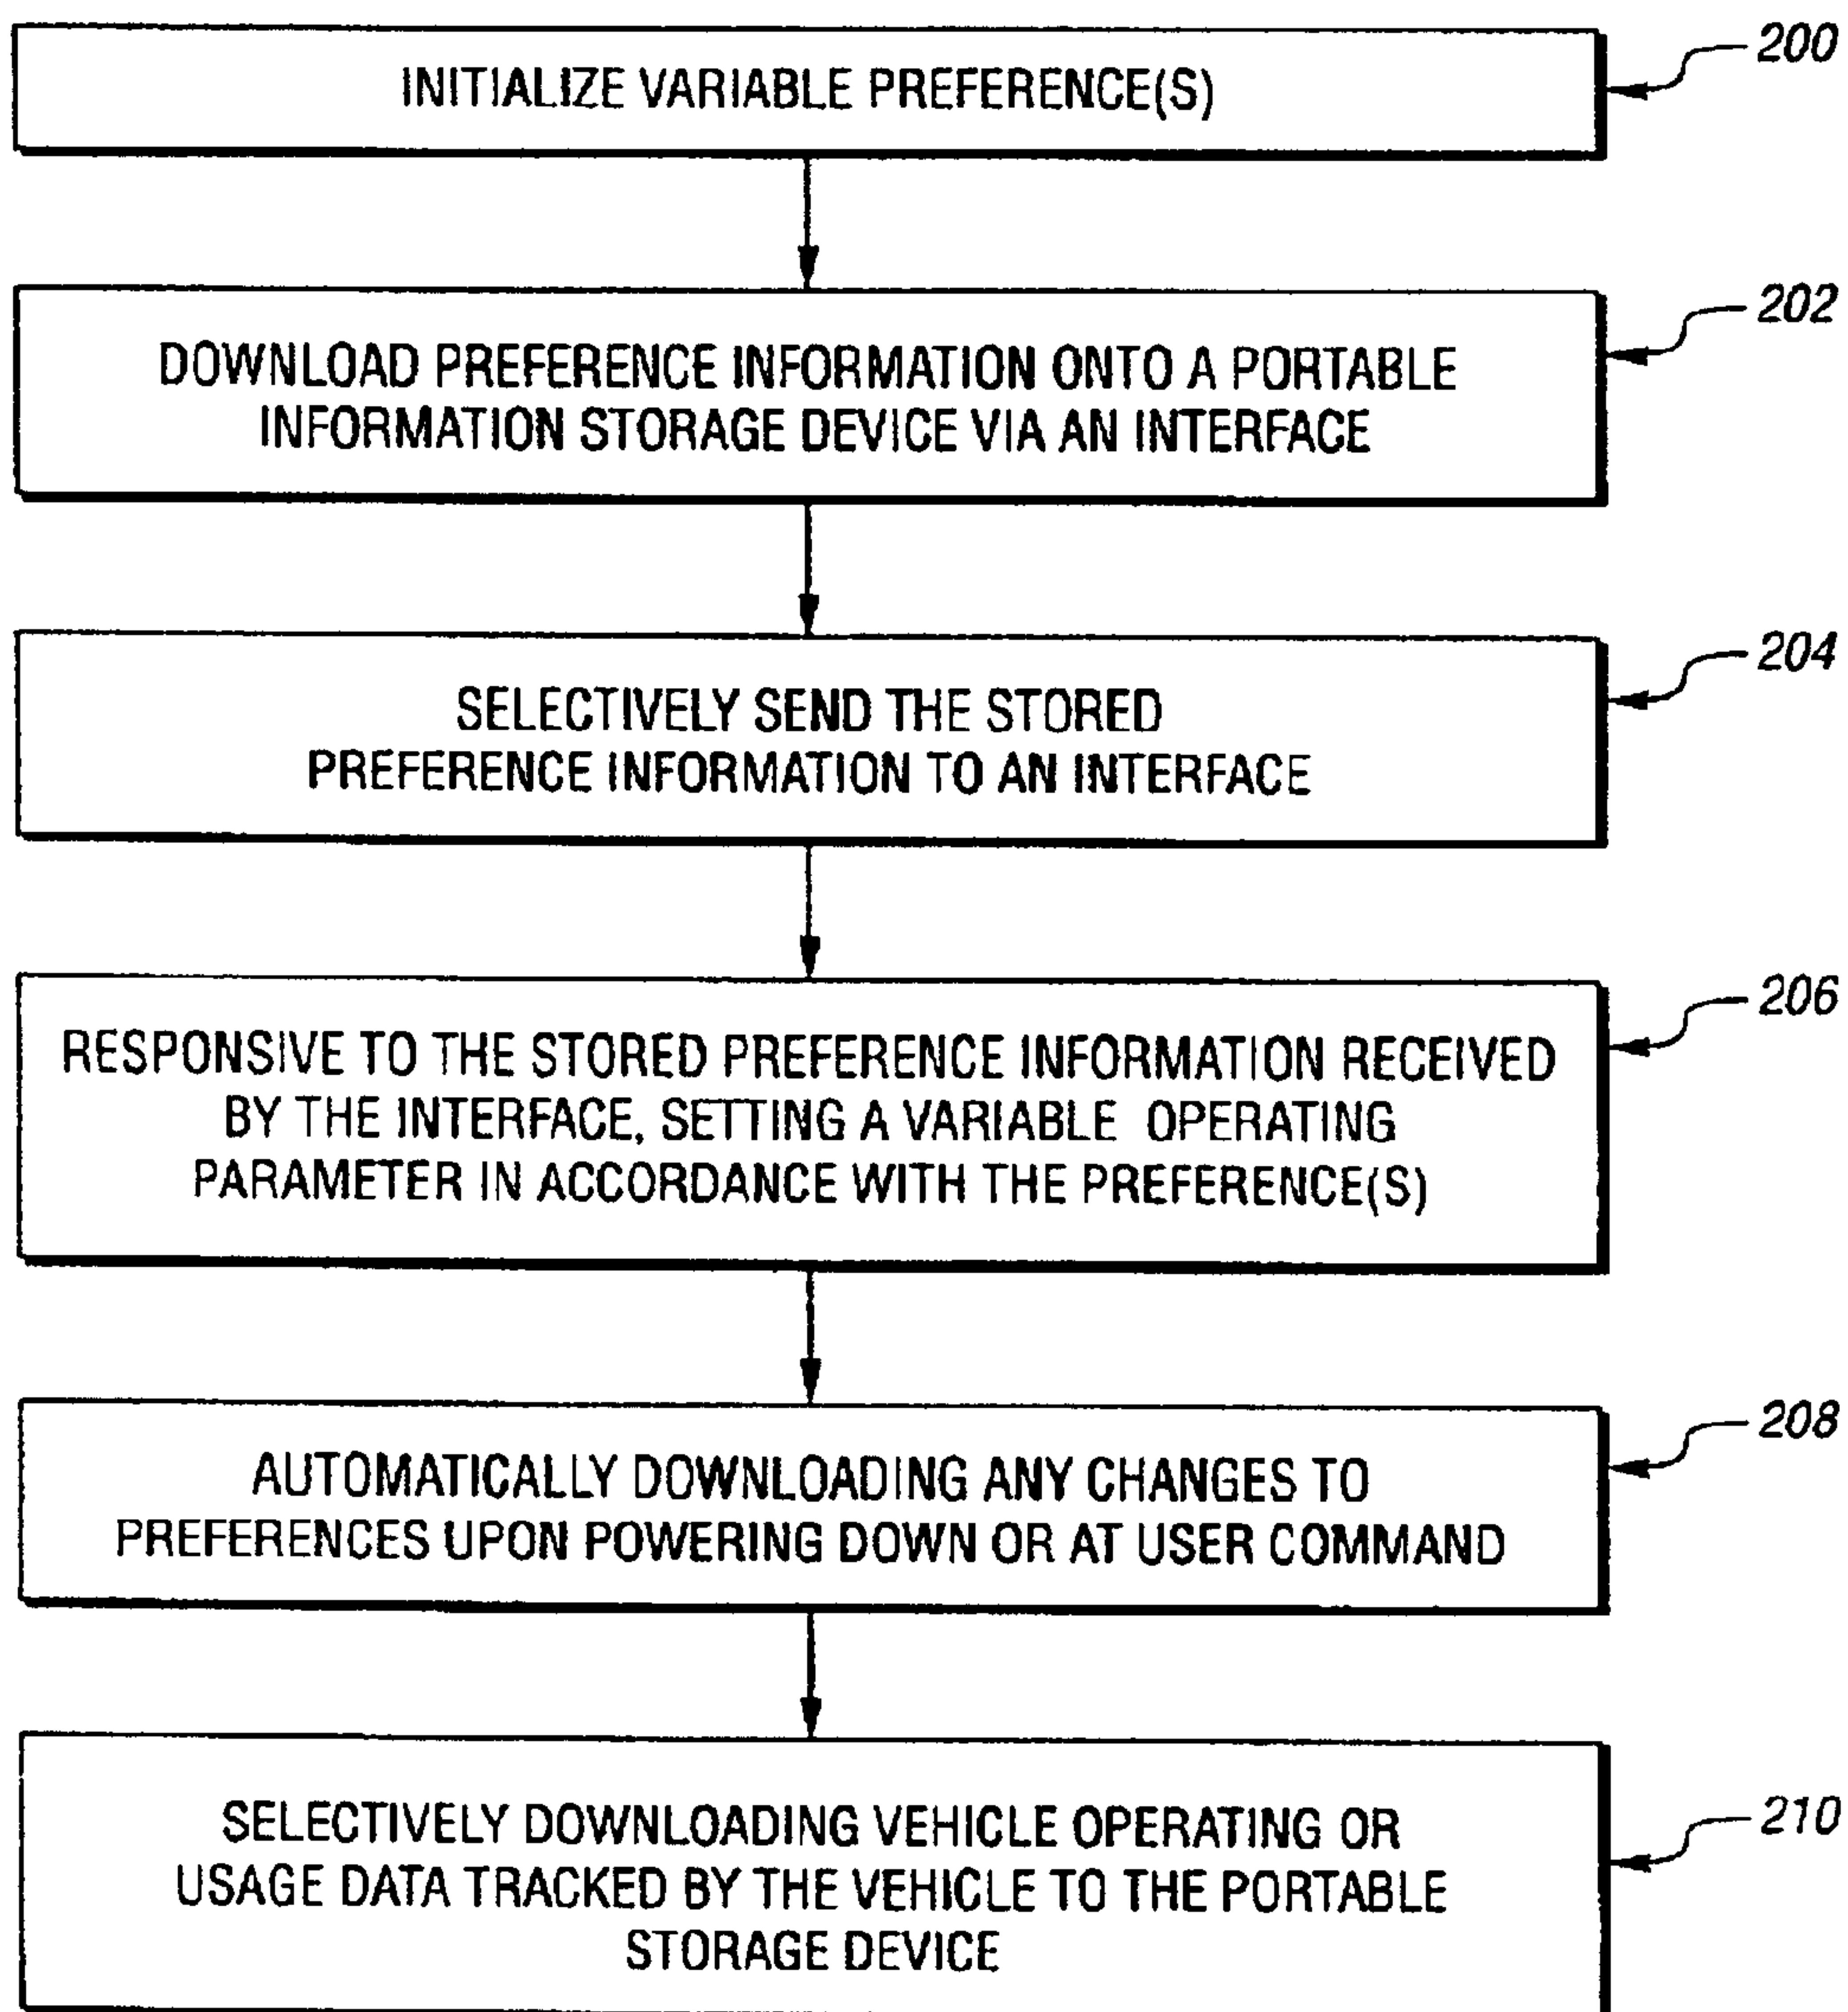 INITIALIZE VARIABLE PREFERENCE(S)
200
DOWNLOAD PREFERENCE INFORMATION ONTO A PORTABLE
INFORMATION STORAGE DEVICE VIA AN INTERFACE
202
SELECTIVELY SEND THE STORED
PREFERENCE INFORMATION TO AN INTERFACE
204
RESPONSIVE TO THE STORED PREFERENCE INFORMATION RECEIVED
BY THE INTERFACE, SETTING A VARIABLE OPERATING
PARAMETER IN ACCORDANCE WITH THE PREFERENCE(S)
206
AUTOMATICALLY DOWNLOADING ANY CHANGES TO
PREFERENCES UPON POWERING DOWN OR AT USER COMMAND
208
SELECTIVELY DOWNLOADING VEHICLE OPERATING OR
USAGE DATA TRACKED BY THE VEHICLE TO THE PORTABLE
STORAGE DEVICE
210